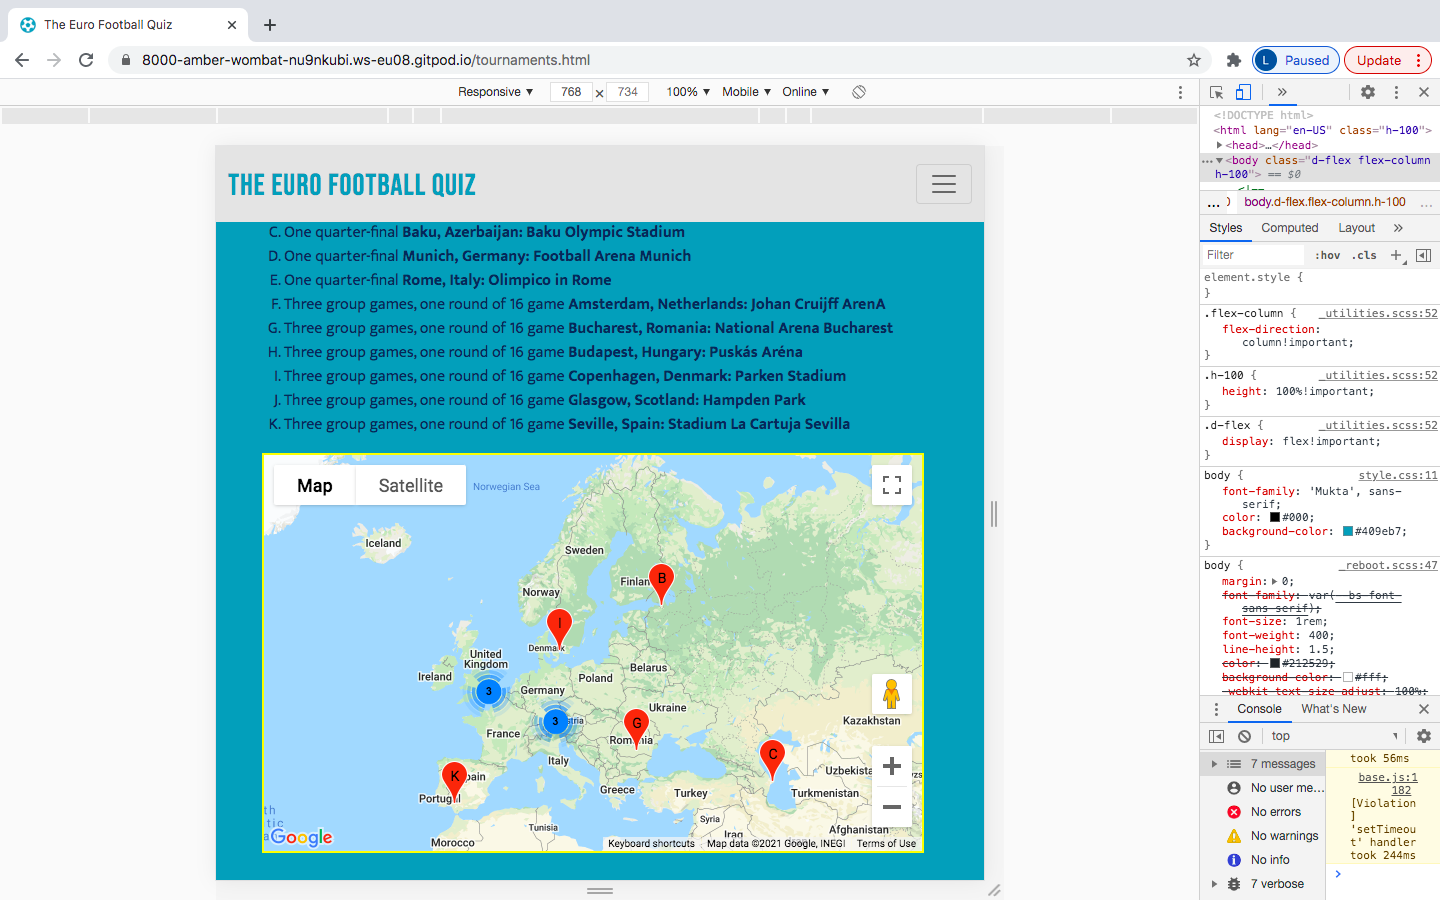 The Euro Football Quiz
8000-amber-wombat-nu9nkubi.ws-eu08.gitpod.io/tournaments.html
L Paused
Update
Responsive ▼ 768 × 734 100% ▼ Mobile ▼ Online ▼
THE EURO FOOTBALL QUIZ
C. One quarter-final Baku, Azerbaijan: Baku Olympic Stadium
D. One quarter-final Munich, Germany: Football Arena Munich
E. One quarter-final Rome, Italy: Olimpico in Rome
F. Three group games, one round of 16 game Amsterdam, Netherlands: Johan Cruijff ArenA
G. Three group games, one round of 16 game Bucharest, Romania: National Arena Bucharest
H. Three group games, one round of 16 game Budapest, Hungary: Puskás Aréna
I. Three group games, one round of 16 game Copenhagen, Denmark: Parken Stadium
J. Three group games, one round of 16 game Glasgow, Scotland: Hampden Park
K. Three group games, one round of 16 game Seville, Spain: Stadium La Cartuja Sevilla
Map Satellite
Norwegian Sea
Iceland
Sweden
Finlan
B
Norway
I
Denmark
United
Kingdom
Ireland
3
Belarus
Poland
Germany
Ukraine
3
stria
G
France
Romania
Kazakhstan
Italy
C
K
pain
Portugal
Greece
Turkey
Uzbekista
Turkmenistan
Syria
Iraq
Afghanistan
Tunisia
Morocco
th
tic
Google
Keyboard shortcuts Map data ©2021 Google, INEGI Terms of Use
<!DOCTYPE html>
<html lang="en-US" class="h-100">
<head>…</head>
<body class="d-flex flex-column
h-100"> == $0
<!--
… body.d-flex.flex-column.h-100 …
Styles Computed Layout »
Filter :hov .cls +
element.style {
}
.flex-column { _utilities.scss:52
flex-direction:
column!important;
}
.h-100 { _utilities.scss:52
height: 100%!important;
}
.d-flex { _utilities.scss:52
display: flex!important;
}
body { style.css:11
font-family: 'Mukta', sans-
serif;
color: #000;
background-color: #409eb7;
}
body { _reboot.scss:47
margin: 0;
font-family: var(--bs-font-
sans-serif);
font-size: 1rem;
font-weight: 400;
line-height: 1.5;
color: #212529;
background-color: #fff;
-webkit-text-size-adjust: 100%;
Console What's New
top
7 messages
No user me...
No errors
No warnings
No info
7 verbose
took 56ms
base.js:1
182
[Violation
]
'setTimeou
t' handler
took 244ms